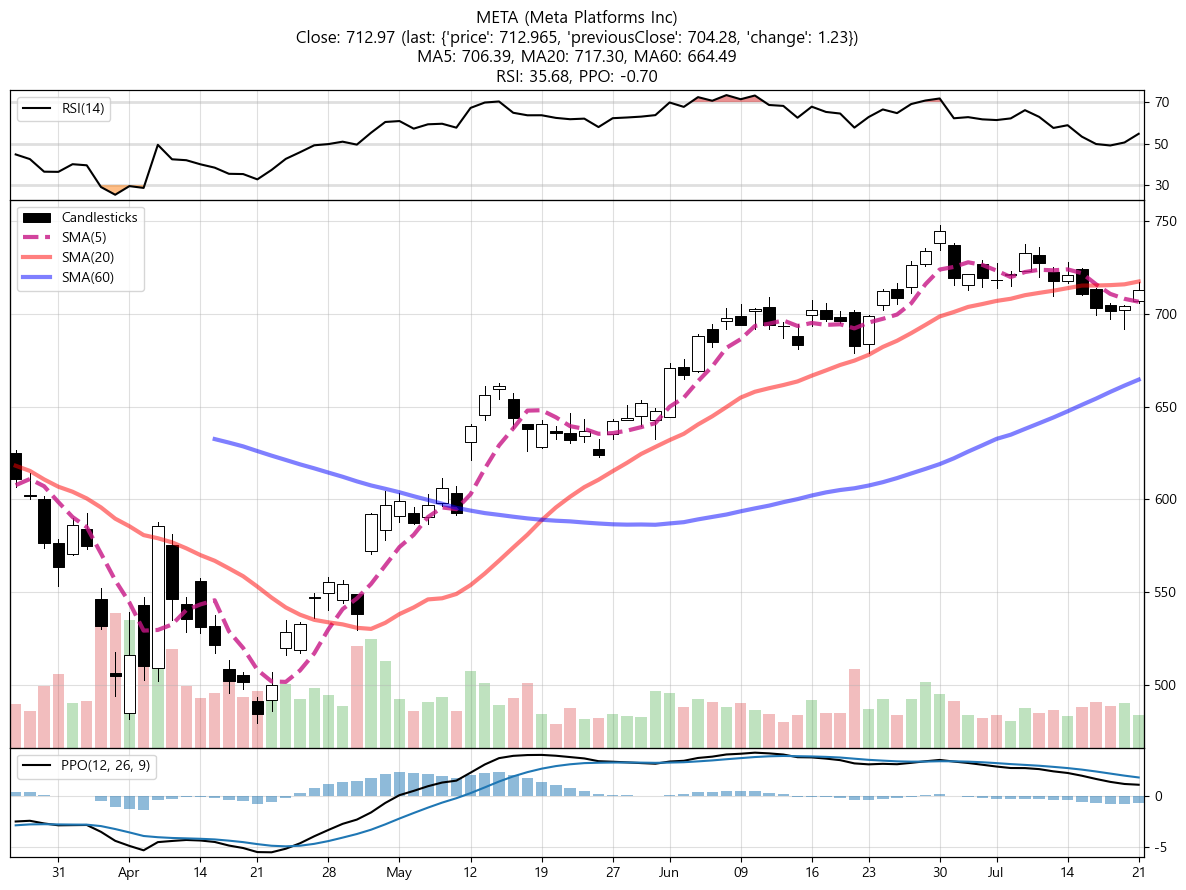 META (Meta Platforms Inc)
Close: 712.97 (last: {'price': 712.965, 'previousClose': 704.28, 'change': 1.23})
MA5: 706.39, MA20: 717.30, MA60: 664.49
RSI: 35.68, PPO: -0.70
RSI(14)
70
50
30
Candlesticks
SMA(5)
SMA(20)
SMA(60)
750
700
650
600
550
500
PPO(12, 26, 9)
0
-5
31 Apr 14 21 28 May 12 19 27 Jun 09 16 23 30 Jul 14 21